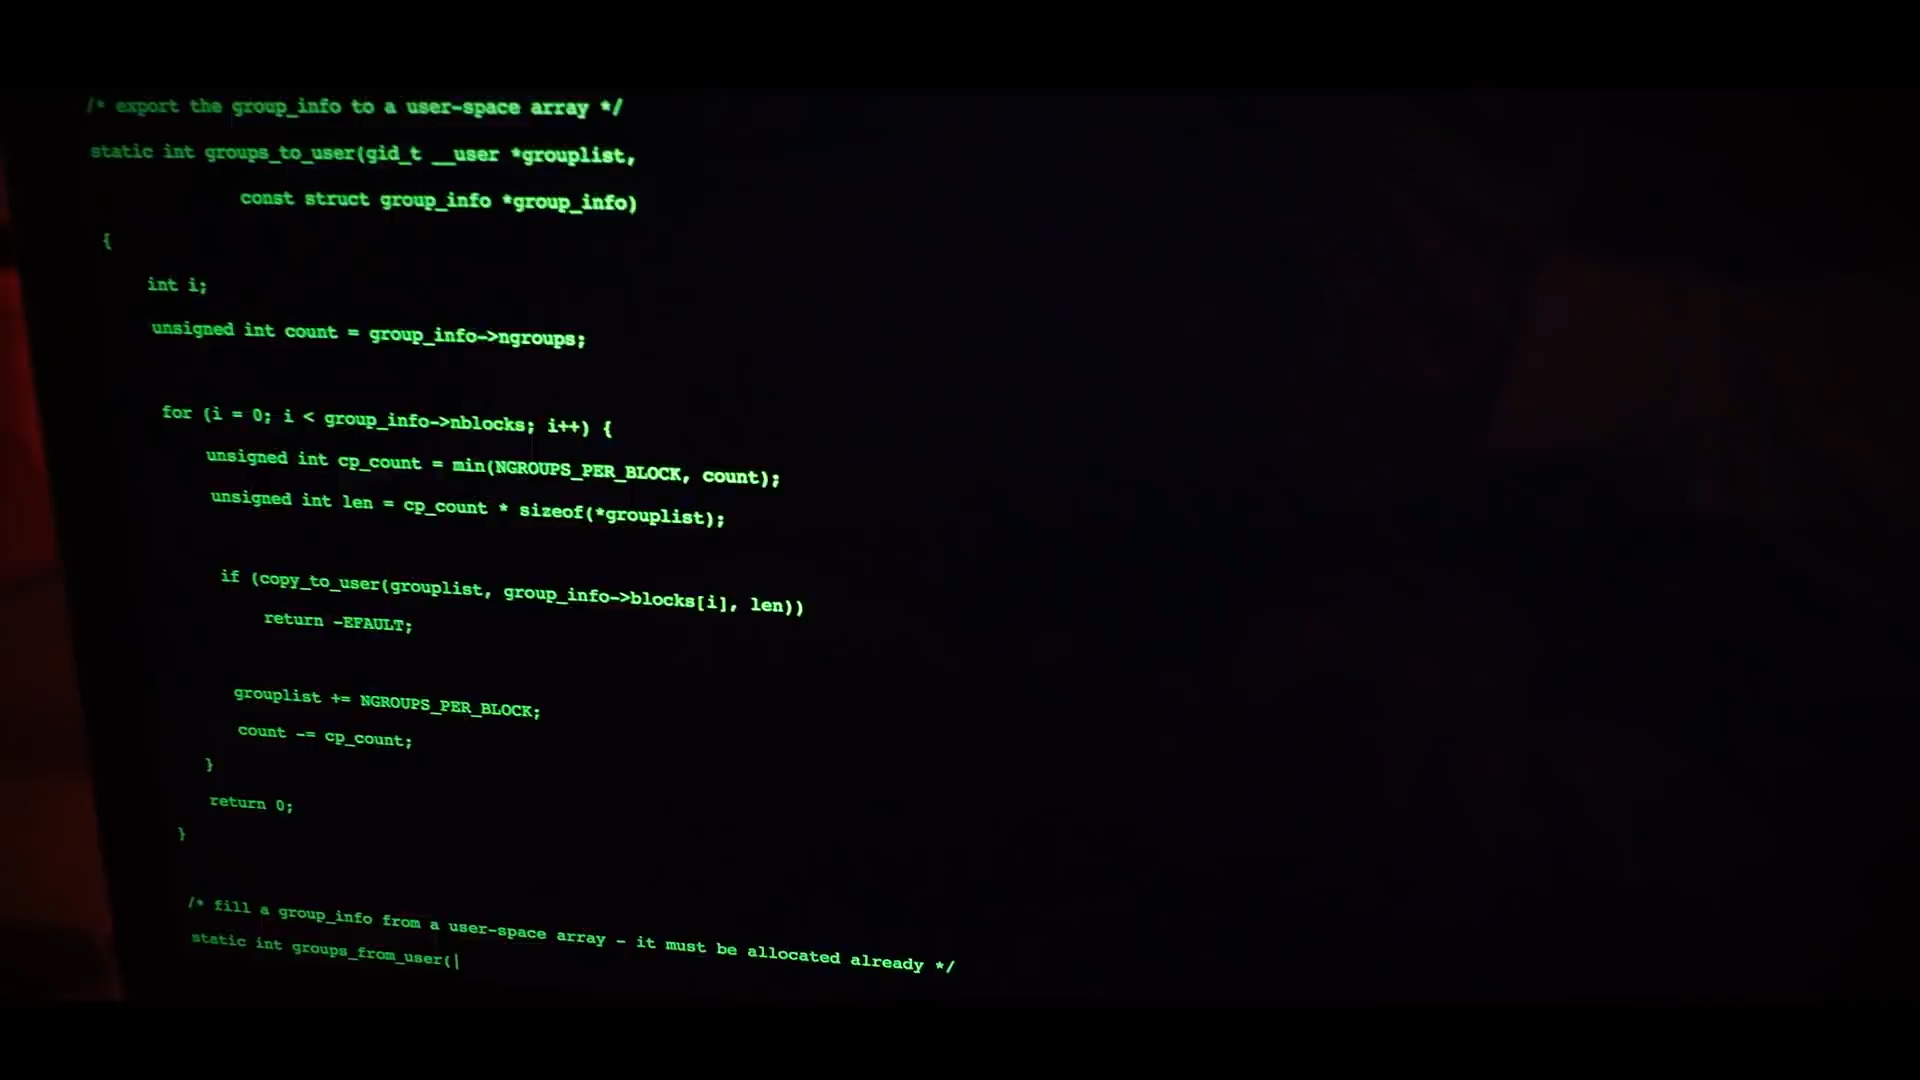 /* export the group_info to a user-space array */
static int groups_to_user(gid_t __user *grouplist,
const struct group_info *group_info)
{
int i;
unsigned int count = group_info->ngroups;
for (i = 0; i < group_info->nblocks; i++) {
unsigned int cp_count = min(NGROUPS_PER_BLOCK, count);
unsigned int len = cp_count * sizeof(*grouplist);
if (copy_to_user(grouplist, group_info->blocks[i], len))
return -EFAULT;
grouplist += NGROUPS_PER_BLOCK;
count -= cp_count;
}
return 0;
}
/* fill a group_info from a user-space array - it must be allocated already */
static int groups_from_user(|